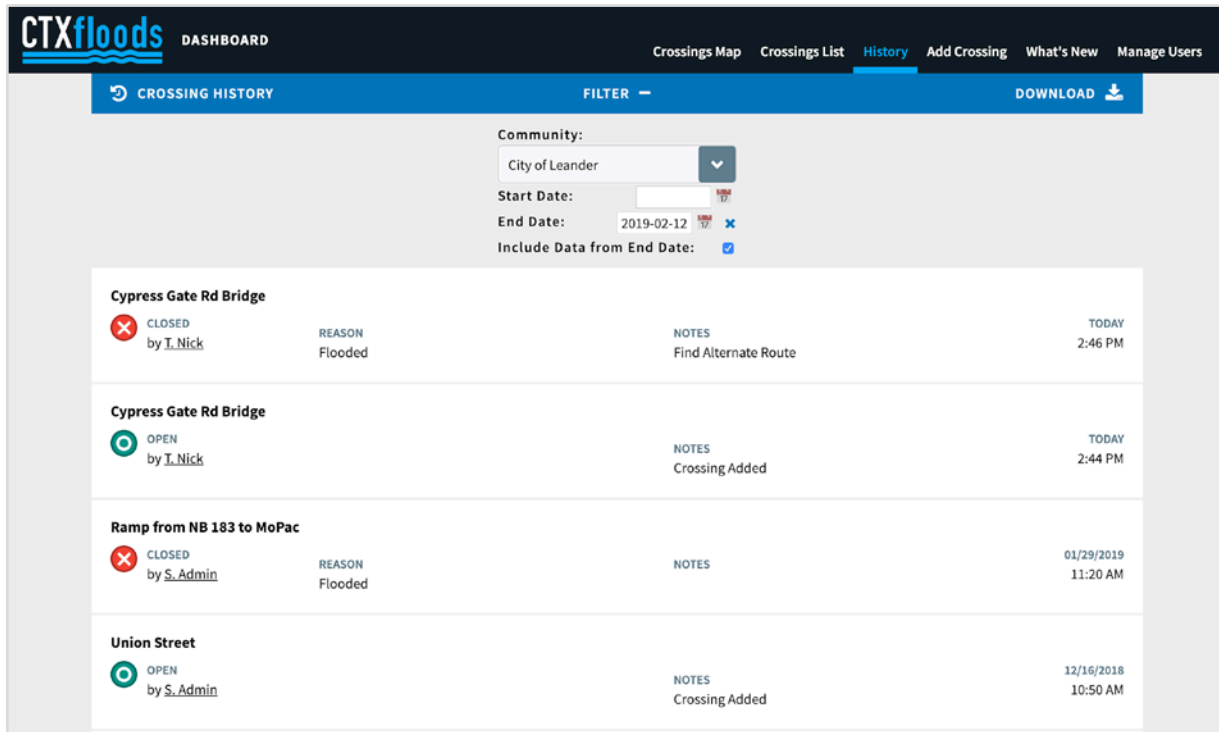 CTXfloods DASHBOARD
Crossings Map Crossings List History Add Crossing What's New Manage Users
CROSSING HISTORY FILTER – DOWNLOAD
Community:
City of Leander
Start Date:
17
End Date: 2019-02-12
17
Include Data from End Date:
Cypress Gate Rd Bridge
CLOSED
by T. Nick
REASON
Flooded
NOTES
Find Alternate Route
TODAY
2:46 PM
Cypress Gate Rd Bridge
OPEN
by T. Nick
NOTES
Crossing Added
TODAY
2:44 PM
Ramp from NB 183 to MoPac
CLOSED
by S. Admin
REASON
Flooded
NOTES
01/29/2019
11:20 AM
Union Street
OPEN
by S. Admin
NOTES
Crossing Added
12/16/2018
10:50 AM